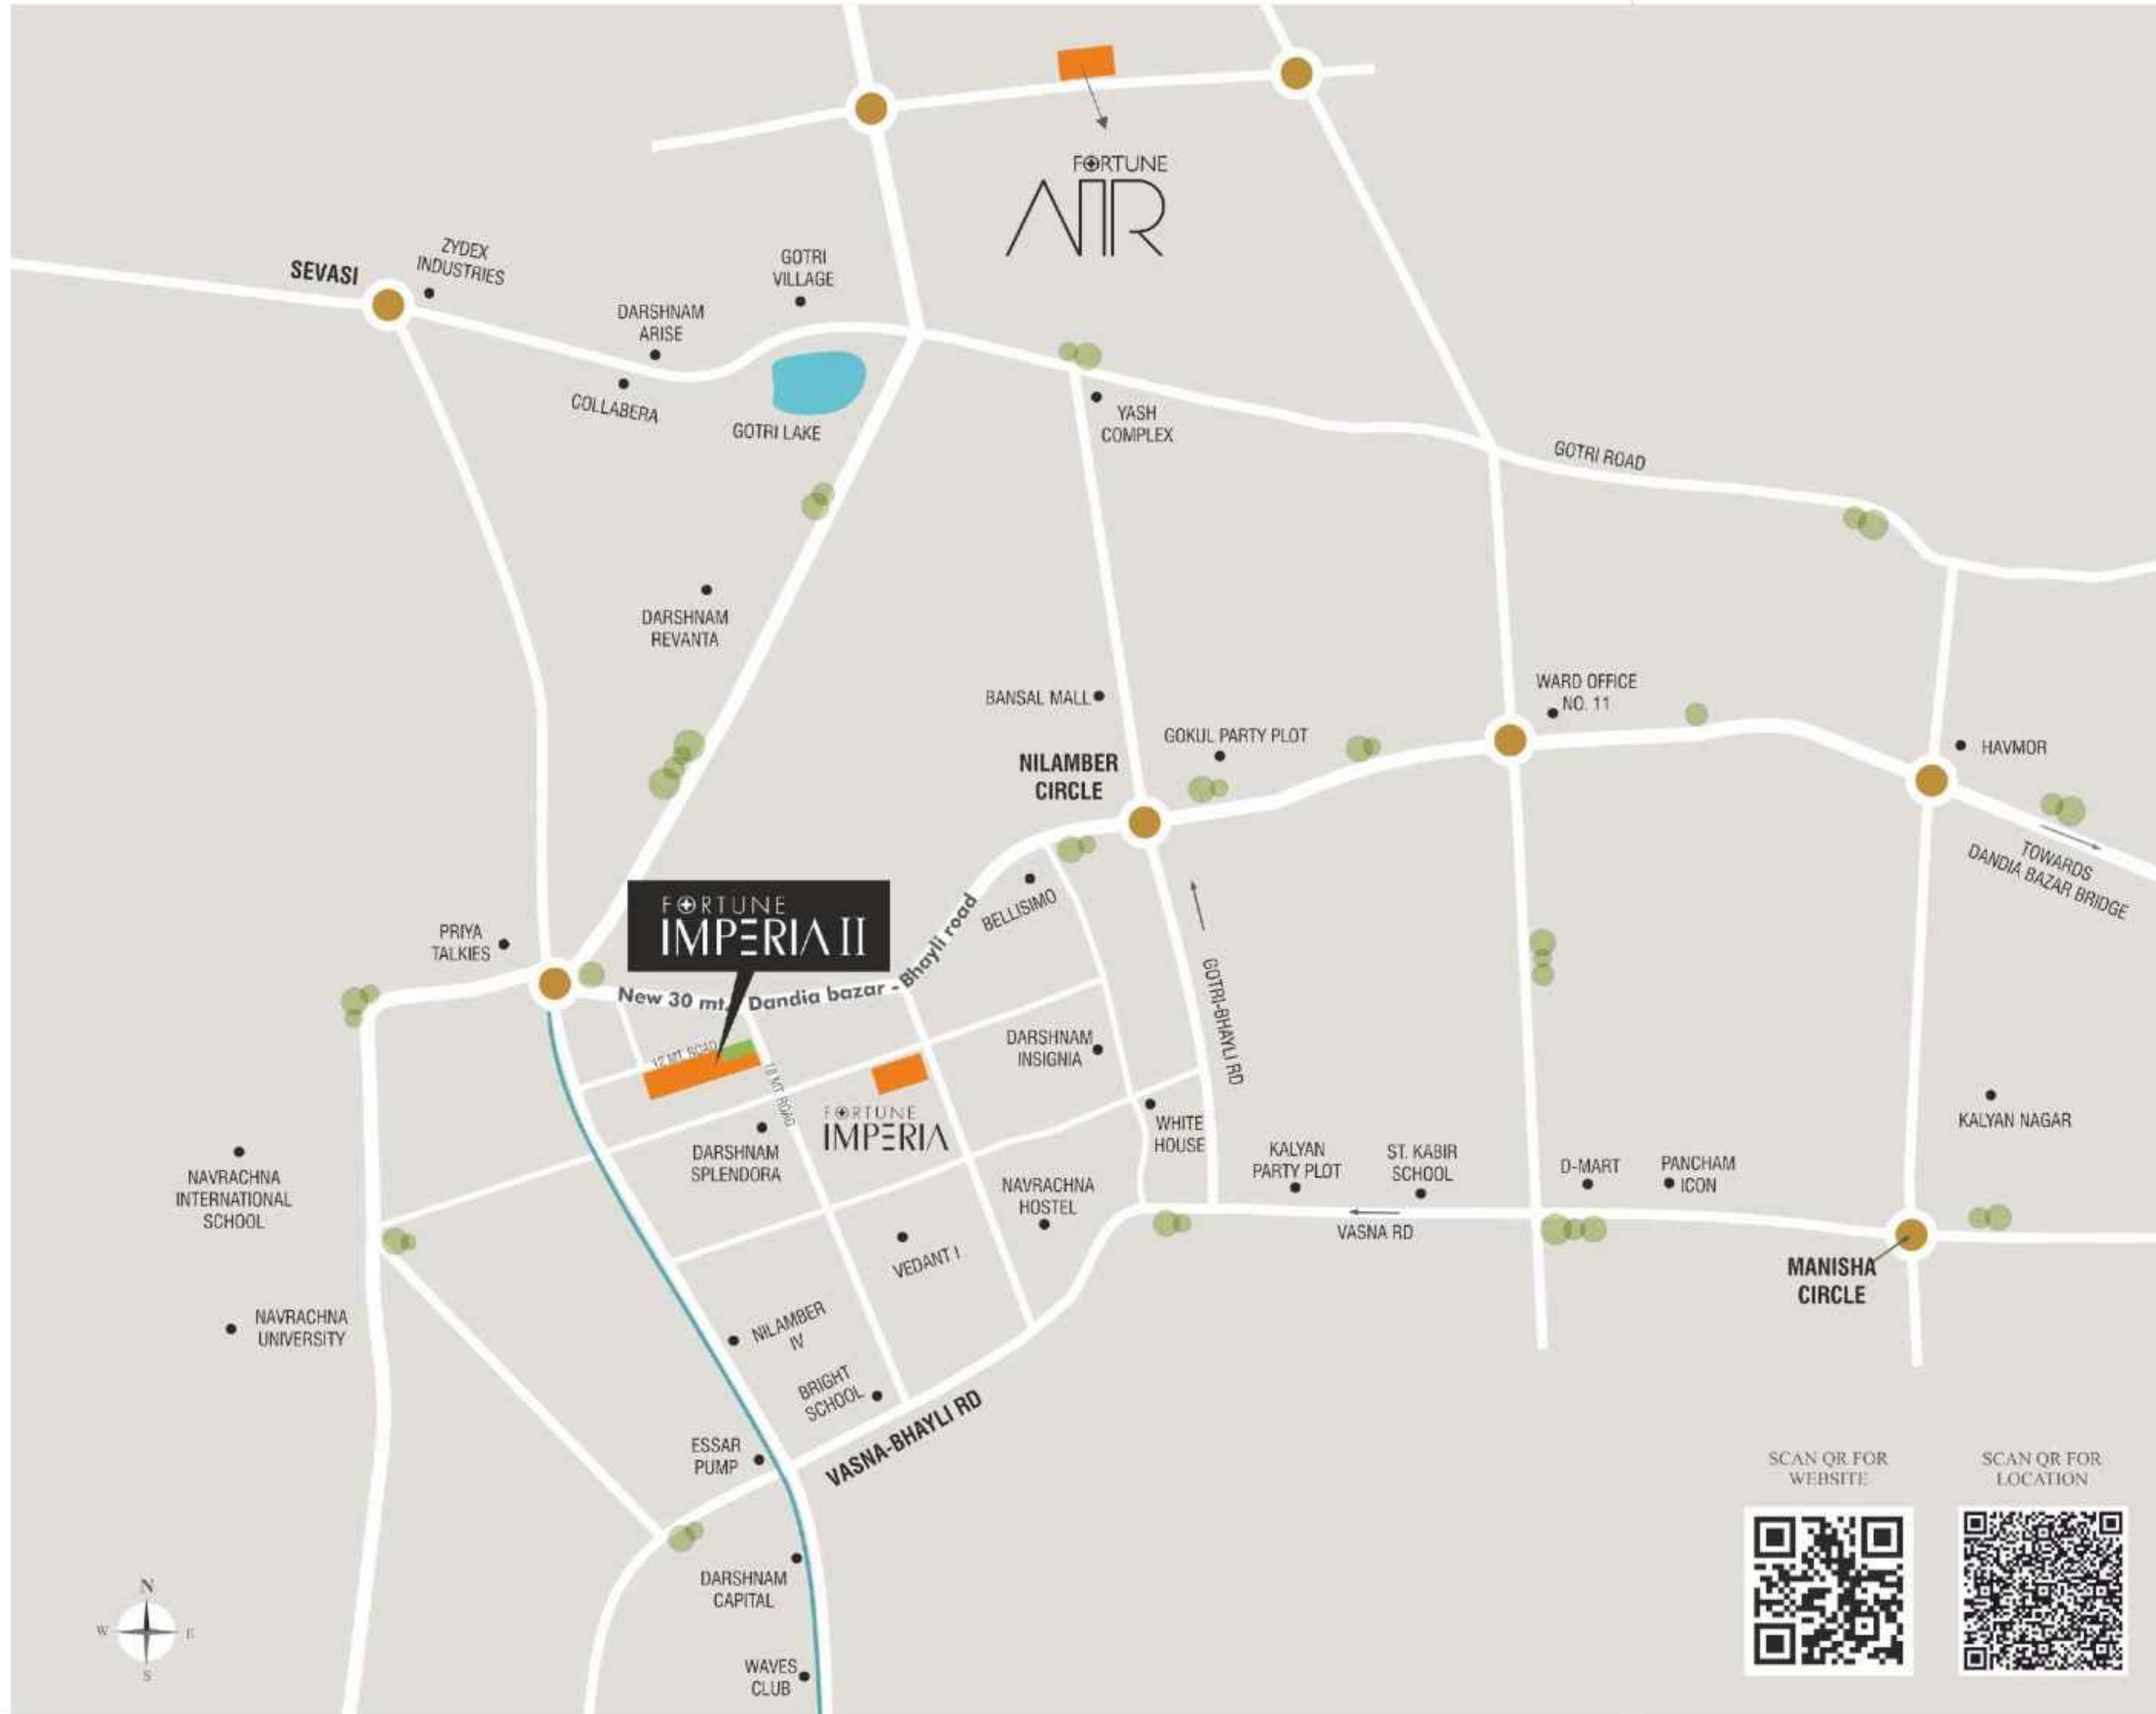 FORTUNE
AIR
SEVASI
ZYDEX
INDUSTRIES
GOTRI
VILLAGE
DARSHNAM
ARISE
COLLABERA
GOTRI LAKE
YASH
COMPLEX
GOTRI ROAD
DARSHNAM
REVANTA
BANSAL MALL
GOKUL PARTY PLOT
WARD OFFICE
NO. 11
HAVMOR
NILAMBER
CIRCLE
TOWARDS
DANDIA BAZAR BRIDGE
FORTUNE
IMPERIA II
BELLISIMO
PRIYA
TALKIES
New 30 mt. Dandia bazar - Bhayli road
GOTRI-BHAYLI RD
12 MT ROAD
18 MT ROAD
DARSHNAM
INSIGNIA
FORTUNE
IMPERIA
WHITE
HOUSE
KALYAN NAGAR
DARSHNAM
SPLENDORA
KALYAN
PARTY PLOT
ST. KABIR
SCHOOL
D-MART
PANCHAM
ICON
NAVRACHNA
INTERNATIONAL
SCHOOL
NAVRACHNA
HOSTEL
VASNA RD
VEDANT I
MANISHA
CIRCLE
NAVRACHNA
UNIVERSITY
NILAMBER
IV
BRIGHT
SCHOOL
VASNA-BHAYLI RD
ESSAR
PUMP
SCAN QR FOR
WEBSITE
SCAN QR FOR
LOCATION
DARSHNAM
CAPITAL
N
W E
S
WAVES
CLUB